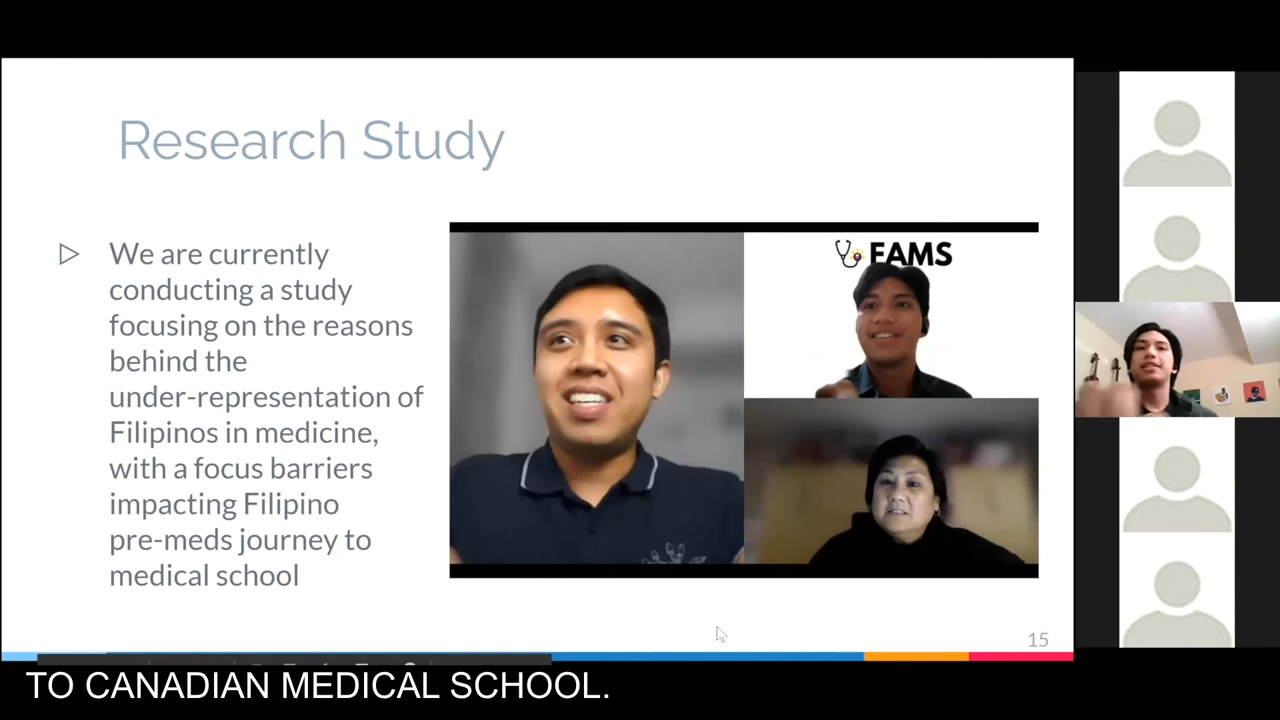 Research Study
We are currently
conducting a study
focusing on the reasons
behind the
under-representation of
Filipinos in medicine,
with a focus barriers
impacting Filipino
pre-meds journey to
medical school
FAMS
15
TO CANADIAN MEDICAL SCHOOL.